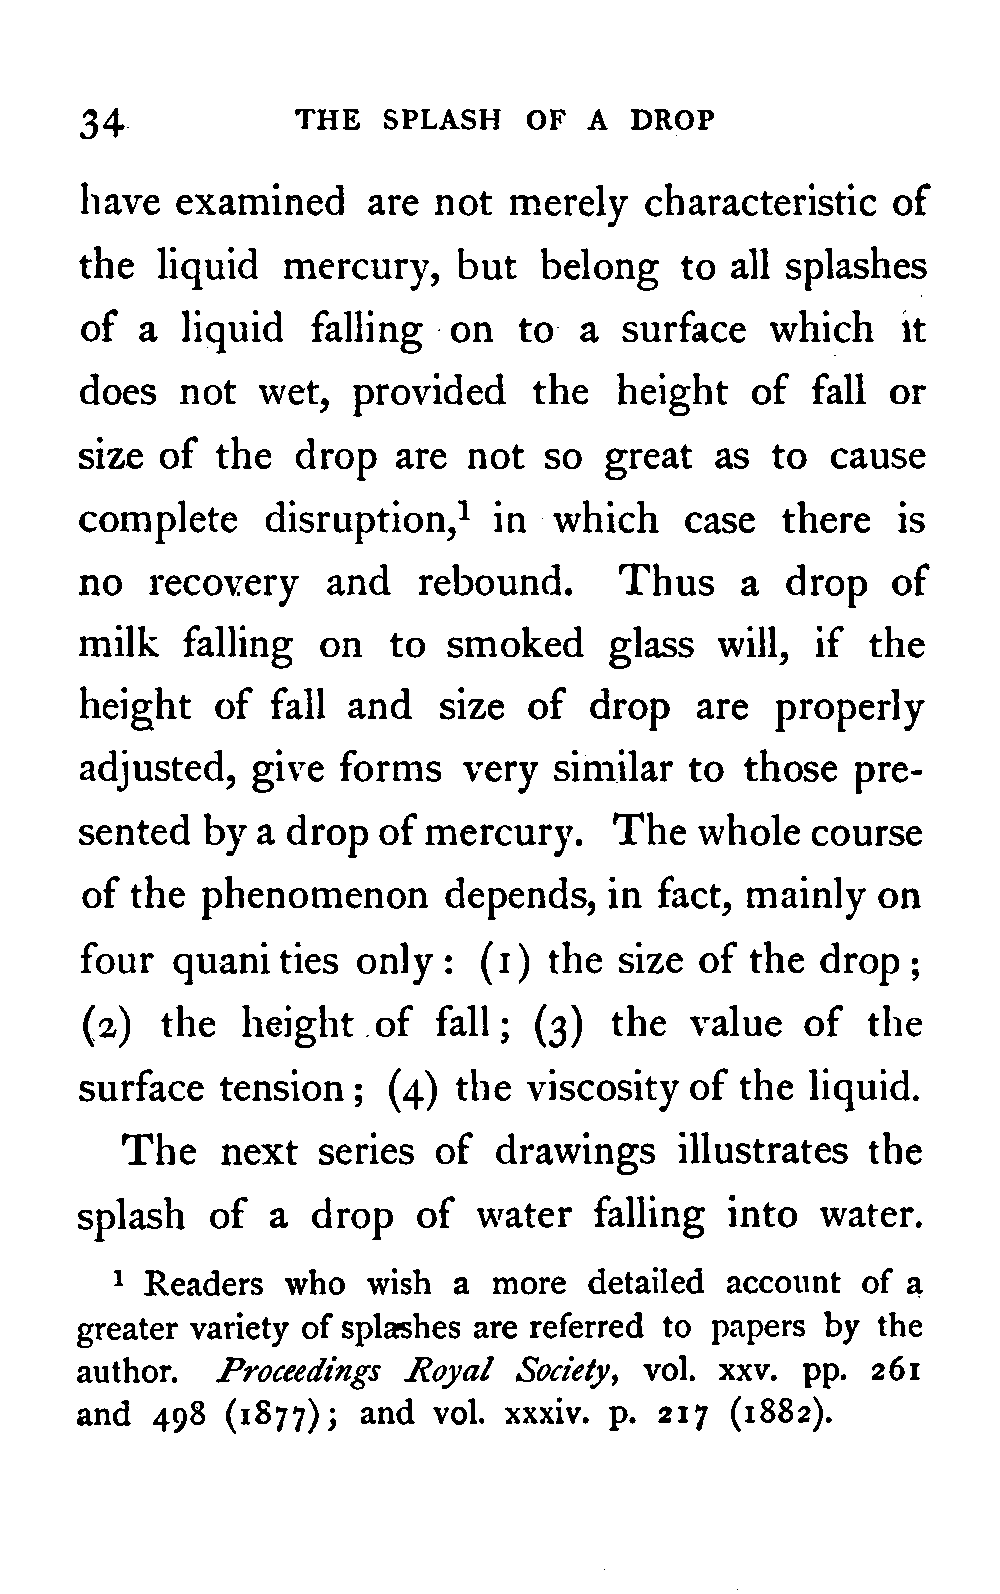 34 THE SPLASH OF A DROP
have examined are not merely characteristic of
the liquid mercury, but belong to all splashes
of a liquid falling on to a surface which it
does not wet, provided the height of fall or
size of the drop are not so great as to cause
complete disruption,¹ in which case there is
no recovery and rebound. Thus a drop of
milk falling on to smoked glass will, if the
height of fall and size of drop are properly
adjusted, give forms very similar to those pre-
sented by a drop of mercury. The whole course
of the phenomenon depends, in fact, mainly on
four quani ties only: (1) the size of the drop;
(2) the height of fall; (3) the value of the
surface tension; (4) the viscosity of the liquid.
The next series of drawings illustrates the
splash of a drop of water falling into water.
¹ Readers who wish a more detailed account of a
greater variety of splashes are referred to papers by the
author. Proceedings Royal Society, vol. xxv. pp. 261
and 498 (1877); and vol. xxxiv. p. 217 (1882).